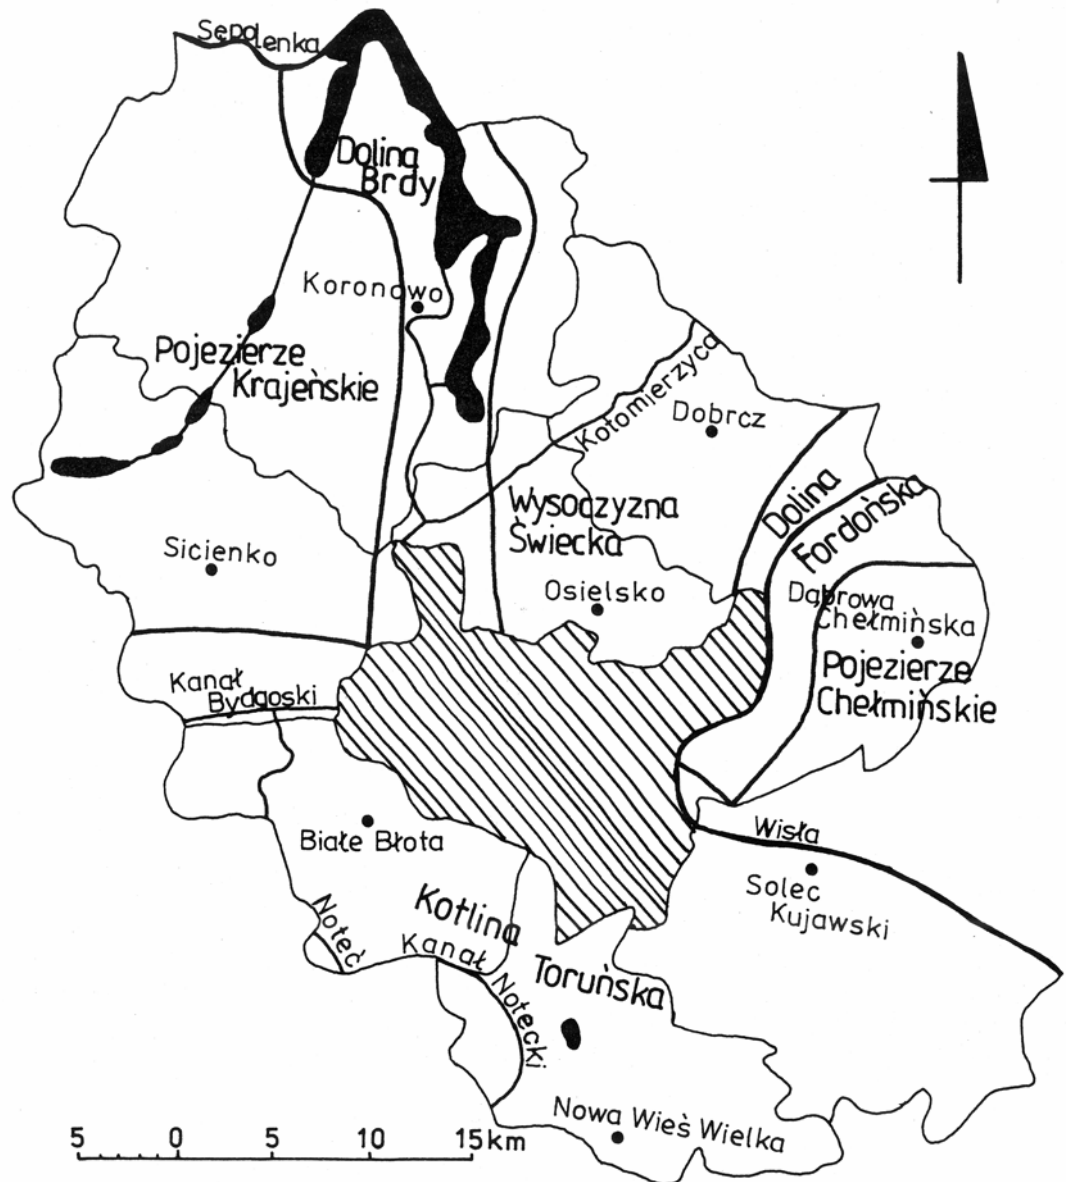 Sępolenka
Dolina
Brdy
Koronowo
Pojezierze
Krajeńskie
Kotomierzyca
Dobrcz
Wysoczyzna
Świecka
Dolina
Fordońska
Sicienko
Osielsko
Dąbrowa
Chełmińska
Pojezierze
Chełmińskie
Kanał
Bydgoski
Wisła
Białe Błota
Solec
Kujawski
Kotlina
Toruńska
Noteć
Kanał
Notecki
Nowa Wieś Wielka
5 0 5 10 15km